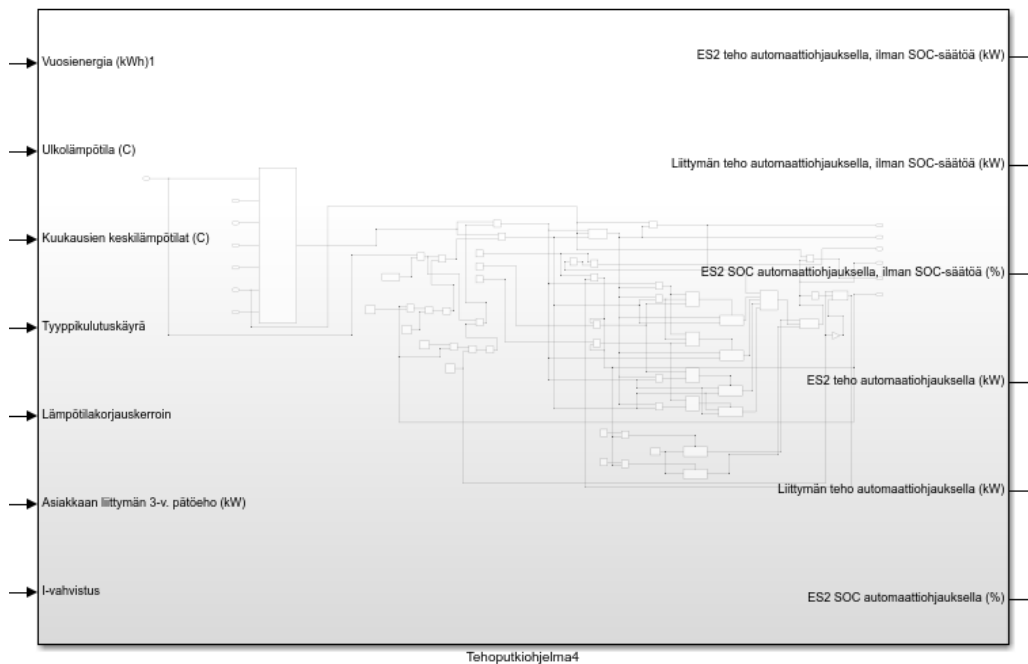 Vuosienergia (kWh)1
Ulkolämpötila (C)
Kuukausien keskilämpötilat (C)
Tyyppikulutuskäyrä
Lämpötilakorjauskerroin
Asiakkaan liittymän 3-v. pätöeho (kW)
I-vahvistus
ES2 teho automaattiohjauksella, ilman SOC-säätöä (kW)
Liittymän teho automaattiohjauksella, ilman SOC-säätöä (kW)
ES2 SOC automaattiohjauksella, ilman SOC-säätöä (%)
ES2 teho automaatiohjauksella (kW)
Liittymän teho automaattiohjauksella (kW)
ES2 SOC automaattiohjauksella (%)
Tehoputkiohjelma4